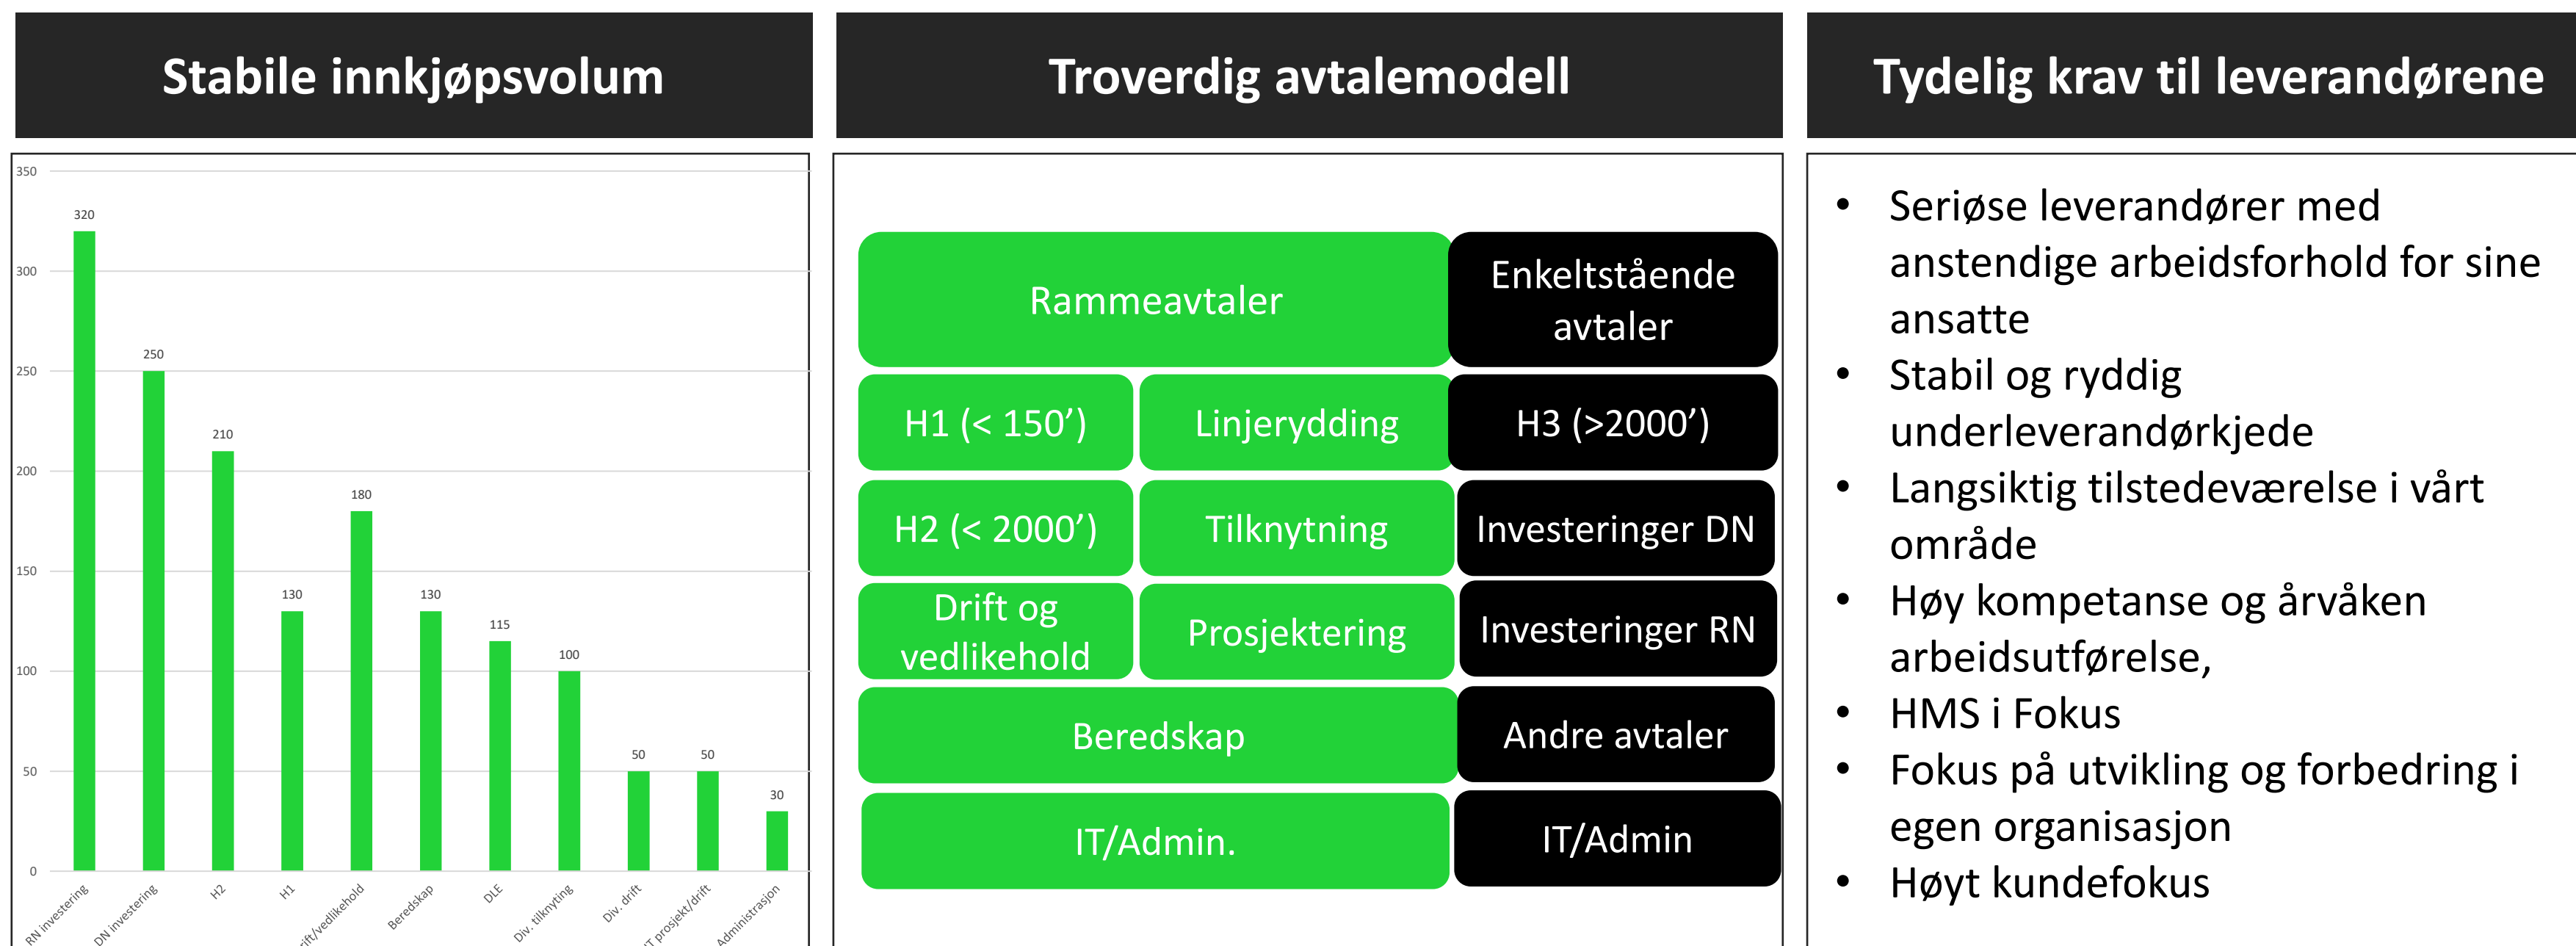 Stabile innkjøpsvolum
350
300
250
200
150
100
50
0
320
250
210
130
180
130
115
100
50
50
30
RN investering
DN investering
H2
H1
Beredskap
DLE
Div. tilknyting
Div. drift
Administrasjon
Troverdig avtalemodell
Rammeavtaler
Enkeltstående
avtaler
H1 (< 150’)
Linjerydding
H3 (>2000’)
H2 (< 2000’)
Tilknytning
Investeringer DN
Drift og
vedlikehold
Prosjektering
Investeringer RN
Beredskap
Andre avtaler
IT/Admin.
IT/Admin
Tydelig krav til leverandørene
• Seriøse leverandører med
anstendige arbeidsforhold for sine
ansatte
• Stabil og ryddig
underleverandørkjede
• Langsiktig tilstedeværelse i vårt
område
• Høy kompetanse og årvåken
arbeidsutførelse,
• HMS i Fokus
• Fokus på utvikling og forbedring i
egen organisasjon
• Høyt kundefokus